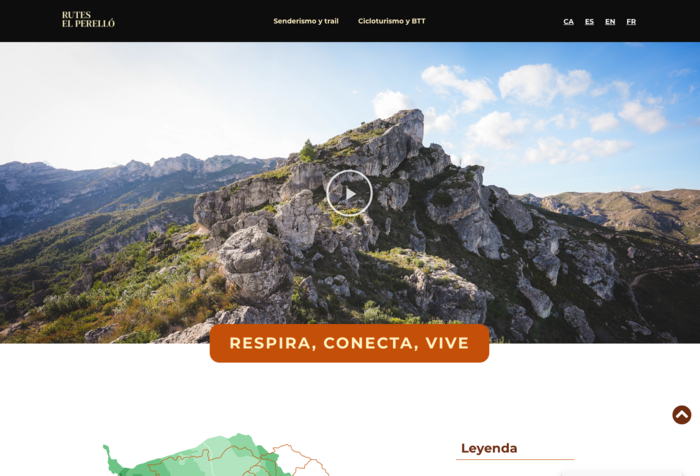 RUTES
EL PERELLÓ
Senderismo y trail
Cicloturismo y BTT
CA
ES
EN
FR
RESPIRA, CONECTA, VIVE
Leyenda